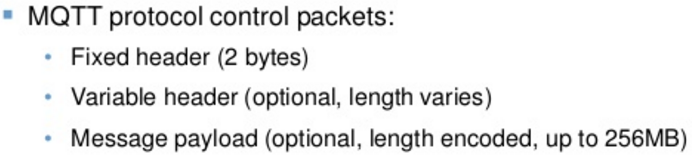 ▪ MQTT protocol control packets:
• Fixed header (2 bytes)
• Variable header (optional, length varies)
• Message payload (optional, length encoded, up to 256MB)